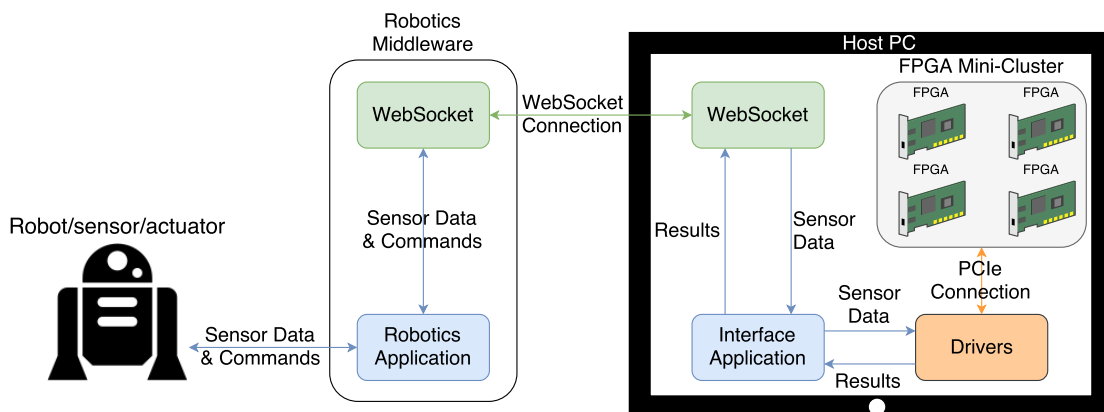 Robotics
Middleware
Host PC
FPGA Mini-Cluster
FPGA
FPGA
FPGA
FPGA
WebSocket
WebSocket
Connection
WebSocket
Robot/sensor/actuator
Sensor Data
& Commands
Results
Sensor
Data
PCIe
Connection
Sensor Data
& Commands
Robotics
Application
Interface
Application
Sensor
Data
Results
Drivers